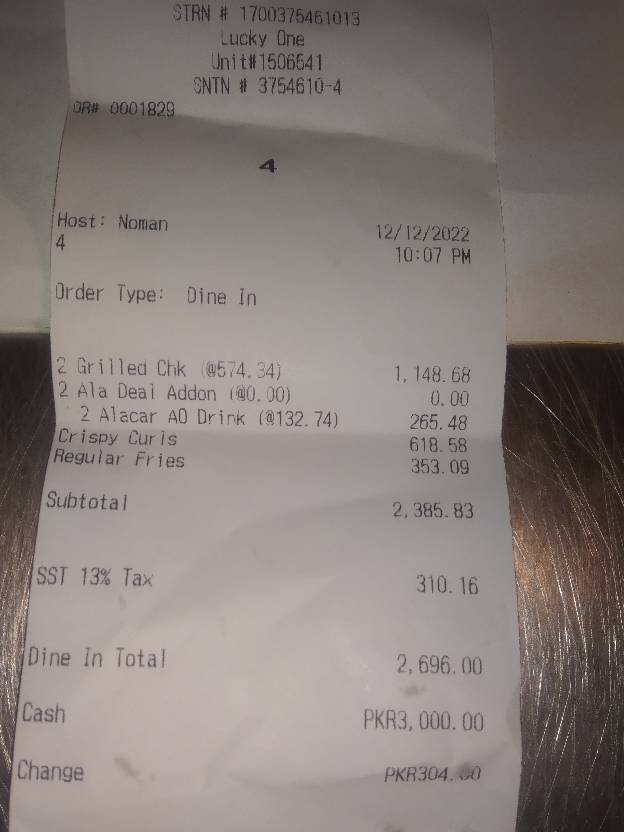 STRN # 1700375461013
Lucky One
Unit#1506541
SNTN # 3754610-4
OR# 0001829
4
Host: Noman 12/12/2022
4 10:07 PM
Order Type: Dine In
2 Grilled Chk (@574.34) 1,148.68
2 Ala Deal Addon (@0.00) 0.00
2 Alacar AO Drink (@132.74) 265.48
Crispy Curls 618.58
Regular Fries 353.09
Subtotal 2,385.83
SST 13% Tax 310.16
Dine In Total 2,696.00
Cash PKR3,000.00
Change PKR304.00